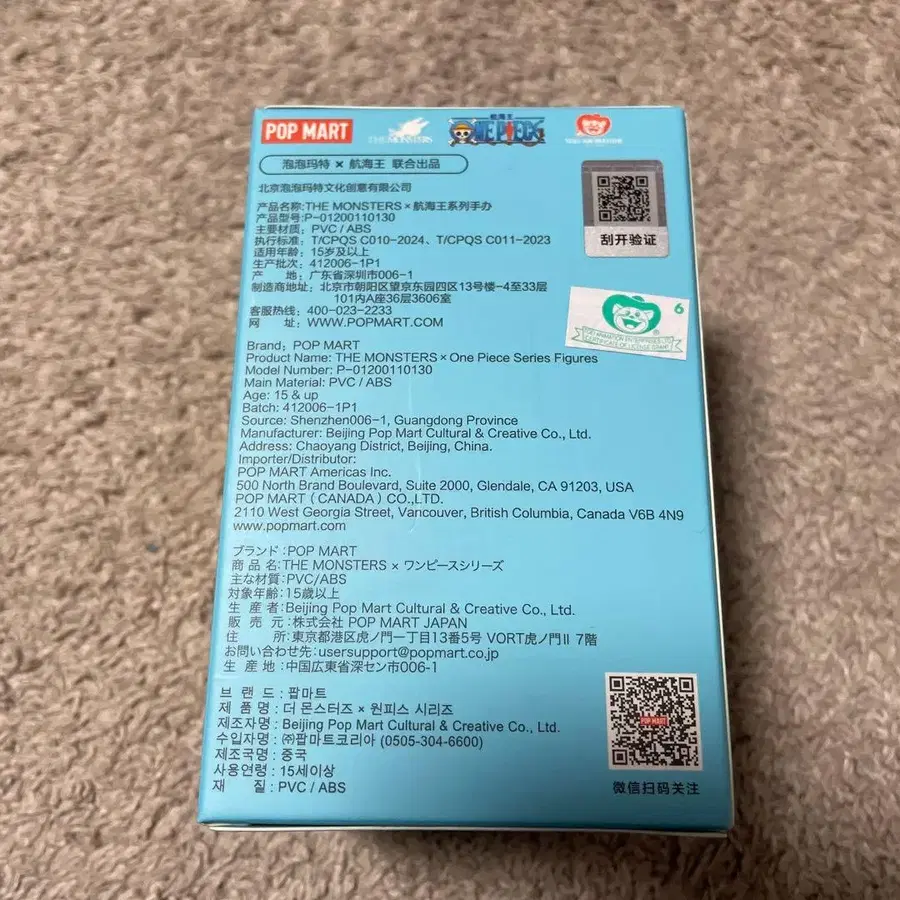 POP MART
THE MONSTERS
航海王
ONE PIECE
TOEI ANIMATION
泡泡玛特 × 航海王 联合出品
北京泡泡玛特文化创意有限公司
刮开验证
产品名称:THE MONSTERS × 航海王系列手办
产品型号:P-01200110130
主要材质: PVC / ABS
执行标准: T/CPQS C010-2024、T/CPQS C011-2023
适用年龄: 15岁及以上
生产批次: 412006-1P1
产 地: 广东省深圳市006-1
制造商地址: 北京市朝阳区望京东园四区13号楼-4至33层
101内A座36层3606室
客服热线: 400-023-2233
网 址: WWW.POPMART.COM
6
TOEI ANIMATION ENTERPRISES LTD
CERTIFICATE OF LICENSE GRANT
Brand: POP MART
Product Name: THE MONSTERS × One Piece Series Figures
Model Number: P-01200110130
Main Material: PVC / ABS
Age: 15 & up
Batch: 412006-1P1
Source: Shenzhen006-1, Guangdong Province
Manufacturer: Beijing Pop Mart Cultural & Creative Co., Ltd.
Address: Chaoyang District, Beijing, China.
Importer/Distributor:
POP MART Americas Inc.
500 North Brand Boulevard, Suite 2000, Glendale, CA 91203, USA
POP MART (CANADA) CO.,LTD.
2110 West Georgia Street, Vancouver, British Columbia, Canada V6B 4N9
www.popmart.com
ブランド:POP MART
商 品 名:THE MONSTERS × ワンピースシリーズ
主な材質:PVC/ABS
対象年齢:15歳以上
生 産 者:Beijing Pop Mart Cultural & Creative Co., Ltd.
販 売 元:株式会社 POP MART JAPAN
住 所:東京都港区虎ノ門一丁目13番5号 VORT虎ノ門II 7階
お問い合わせ先:usersupport@popmart.co.jp
生 産 地:中国広東省深セン市006-1
브 랜 드 : 팝마트
제 품 명 : 더 몬스터즈 × 원피스 시리즈
제조자명 : Beijing Pop Mart Cultural & Creative Co., Ltd.
수입자명 : ㈜팝마트코리아 (0505-304-6600)
제조국명 : 중국
사용연령 : 15세이상
재 질 : PVC / ABS
POP MART
微信扫码关注